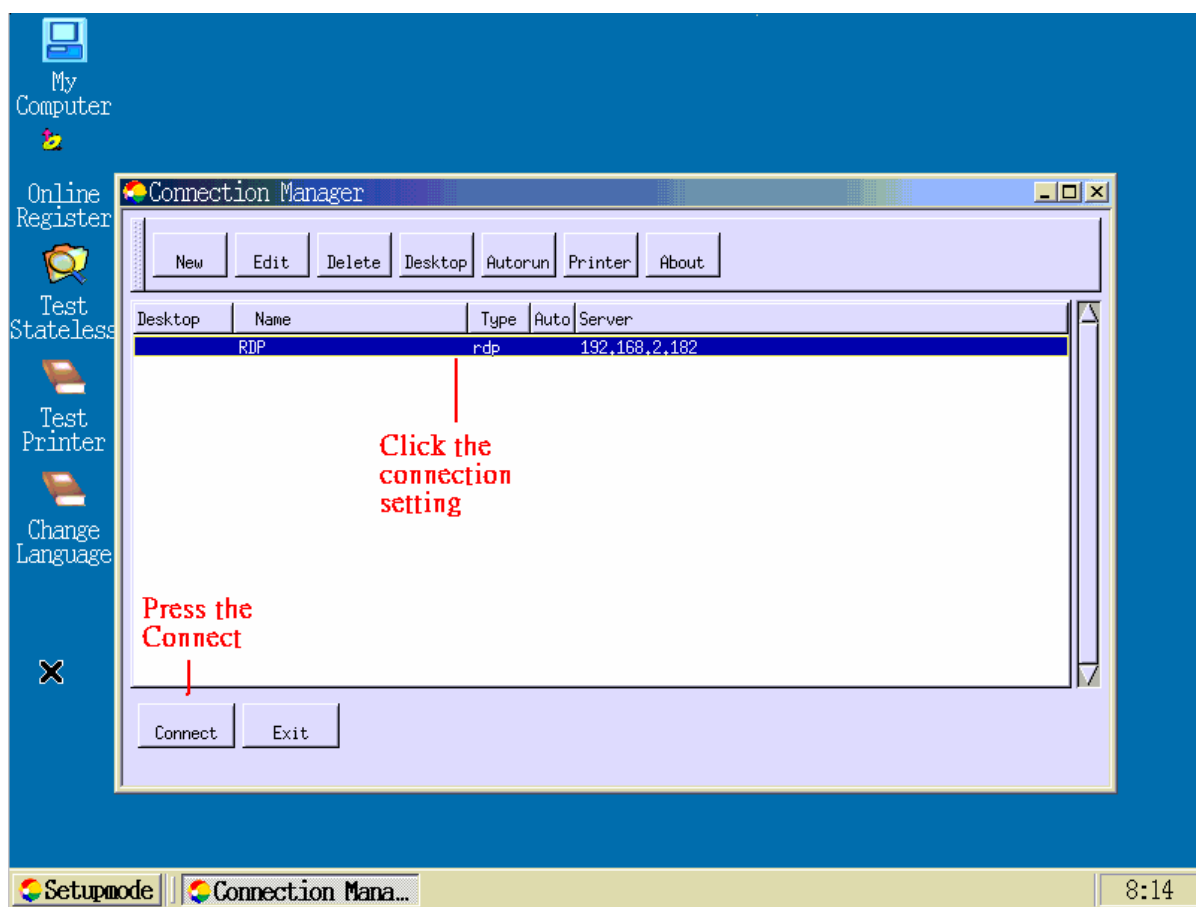 My
Computer
Online
Register
Test
Stateless
Test
Printer
Change
Language
Connection Manager
New Edit Delete Desktop Autorun Printer About
Desktop Name Type Auto Server
RDP rdp 192.168.2.182
Click the
connection
setting
Press the
Connect
Connect Exit
Setupmode Connection Mana... 8:14